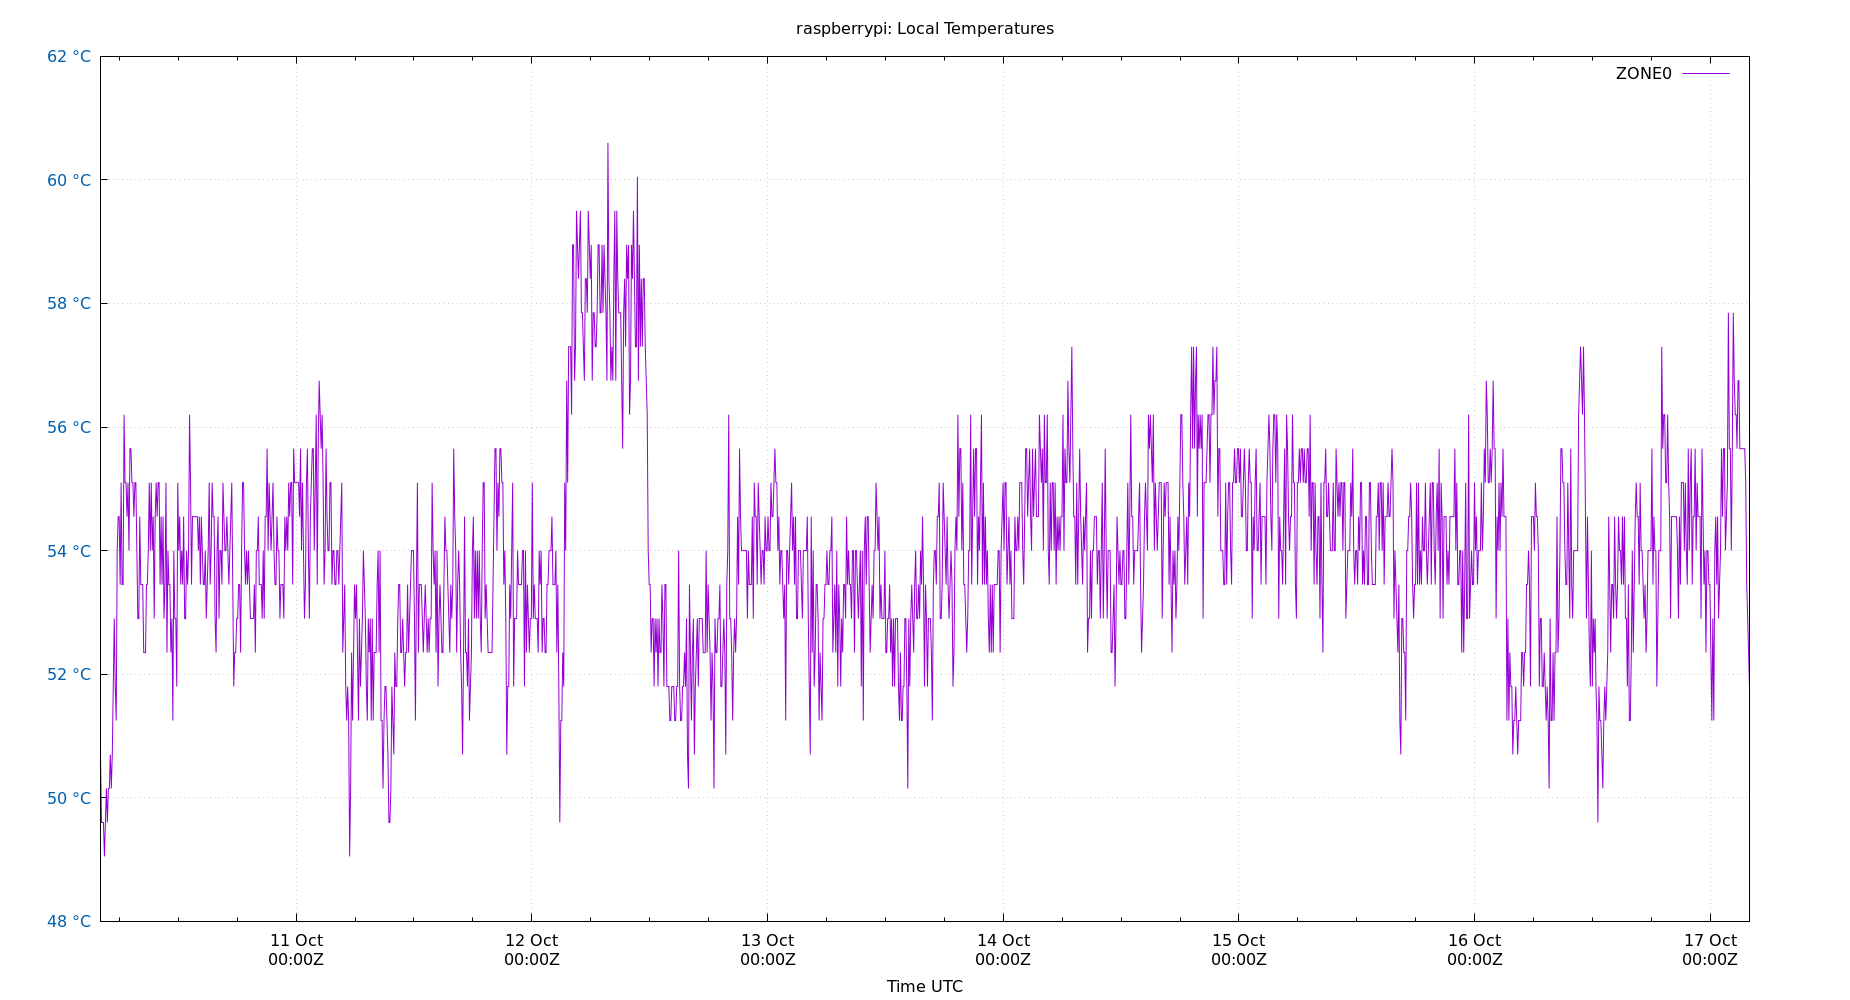 raspberrypi: Local Temperatures
62 °C
ZONE0
60 °C
58 °C
56 °C
54 °C
52 °C
50 °C
48 °C
11 Oct 12 Oct 13 Oct 14 Oct 15 Oct 16 Oct 17 Oct
00:00Z 00:00Z 00:00Z 00:00Z 00:00Z 00:00Z 00:00Z
Time UTC